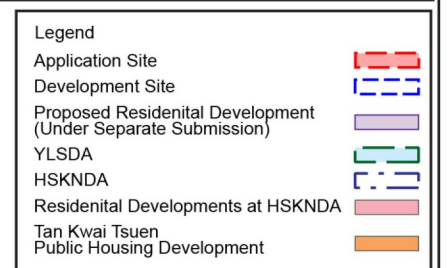 Legend
Application Site
Development Site
Proposed Residenital Development
(Under Separate Submission)
YLSDA
HSKNDA
Residenital Developments at HSKNDA
Tan Kwai Tsuen
Public Housing Development